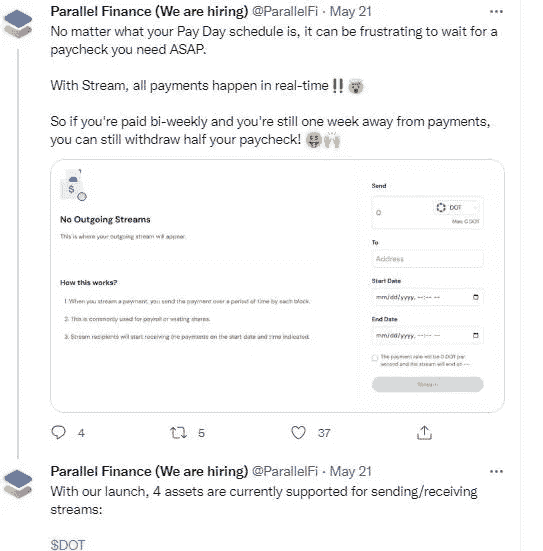 Parallel Finance (We are hiring) @ParallelFi · May 21
No matter what your Pay Day schedule is, it can be frustrating to wait for a
paycheck you need ASAP.
With Stream, all payments happen in real-time ‼️ 🤯
So if you're paid bi-weekly and you're still one week away from payments,
you can still withdraw half your paycheck! 🤑🙌
Send
0 DOT
Max: 0 DOT
No Outgoing Streams
This is where your outgoing stream will appear.
To
Address
How this works?
Start Date
mm/dd/yyyy, --:-- --
1. When you stream a payment, you send the payment over a period of time by each block.
2. This is commonly used for payroll or vesting shares.
3. Stream recipients will start receiving the payments on the start date and time indicated.
End Date
mm/dd/yyyy, --:-- --
The payment rate will be 0 DOT per
second and the stream will end on --
Stream
4 5 37
Parallel Finance (We are hiring) @ParallelFi · May 21
With our launch, 4 assets are currently supported for sending/receiving
streams:
$DOT